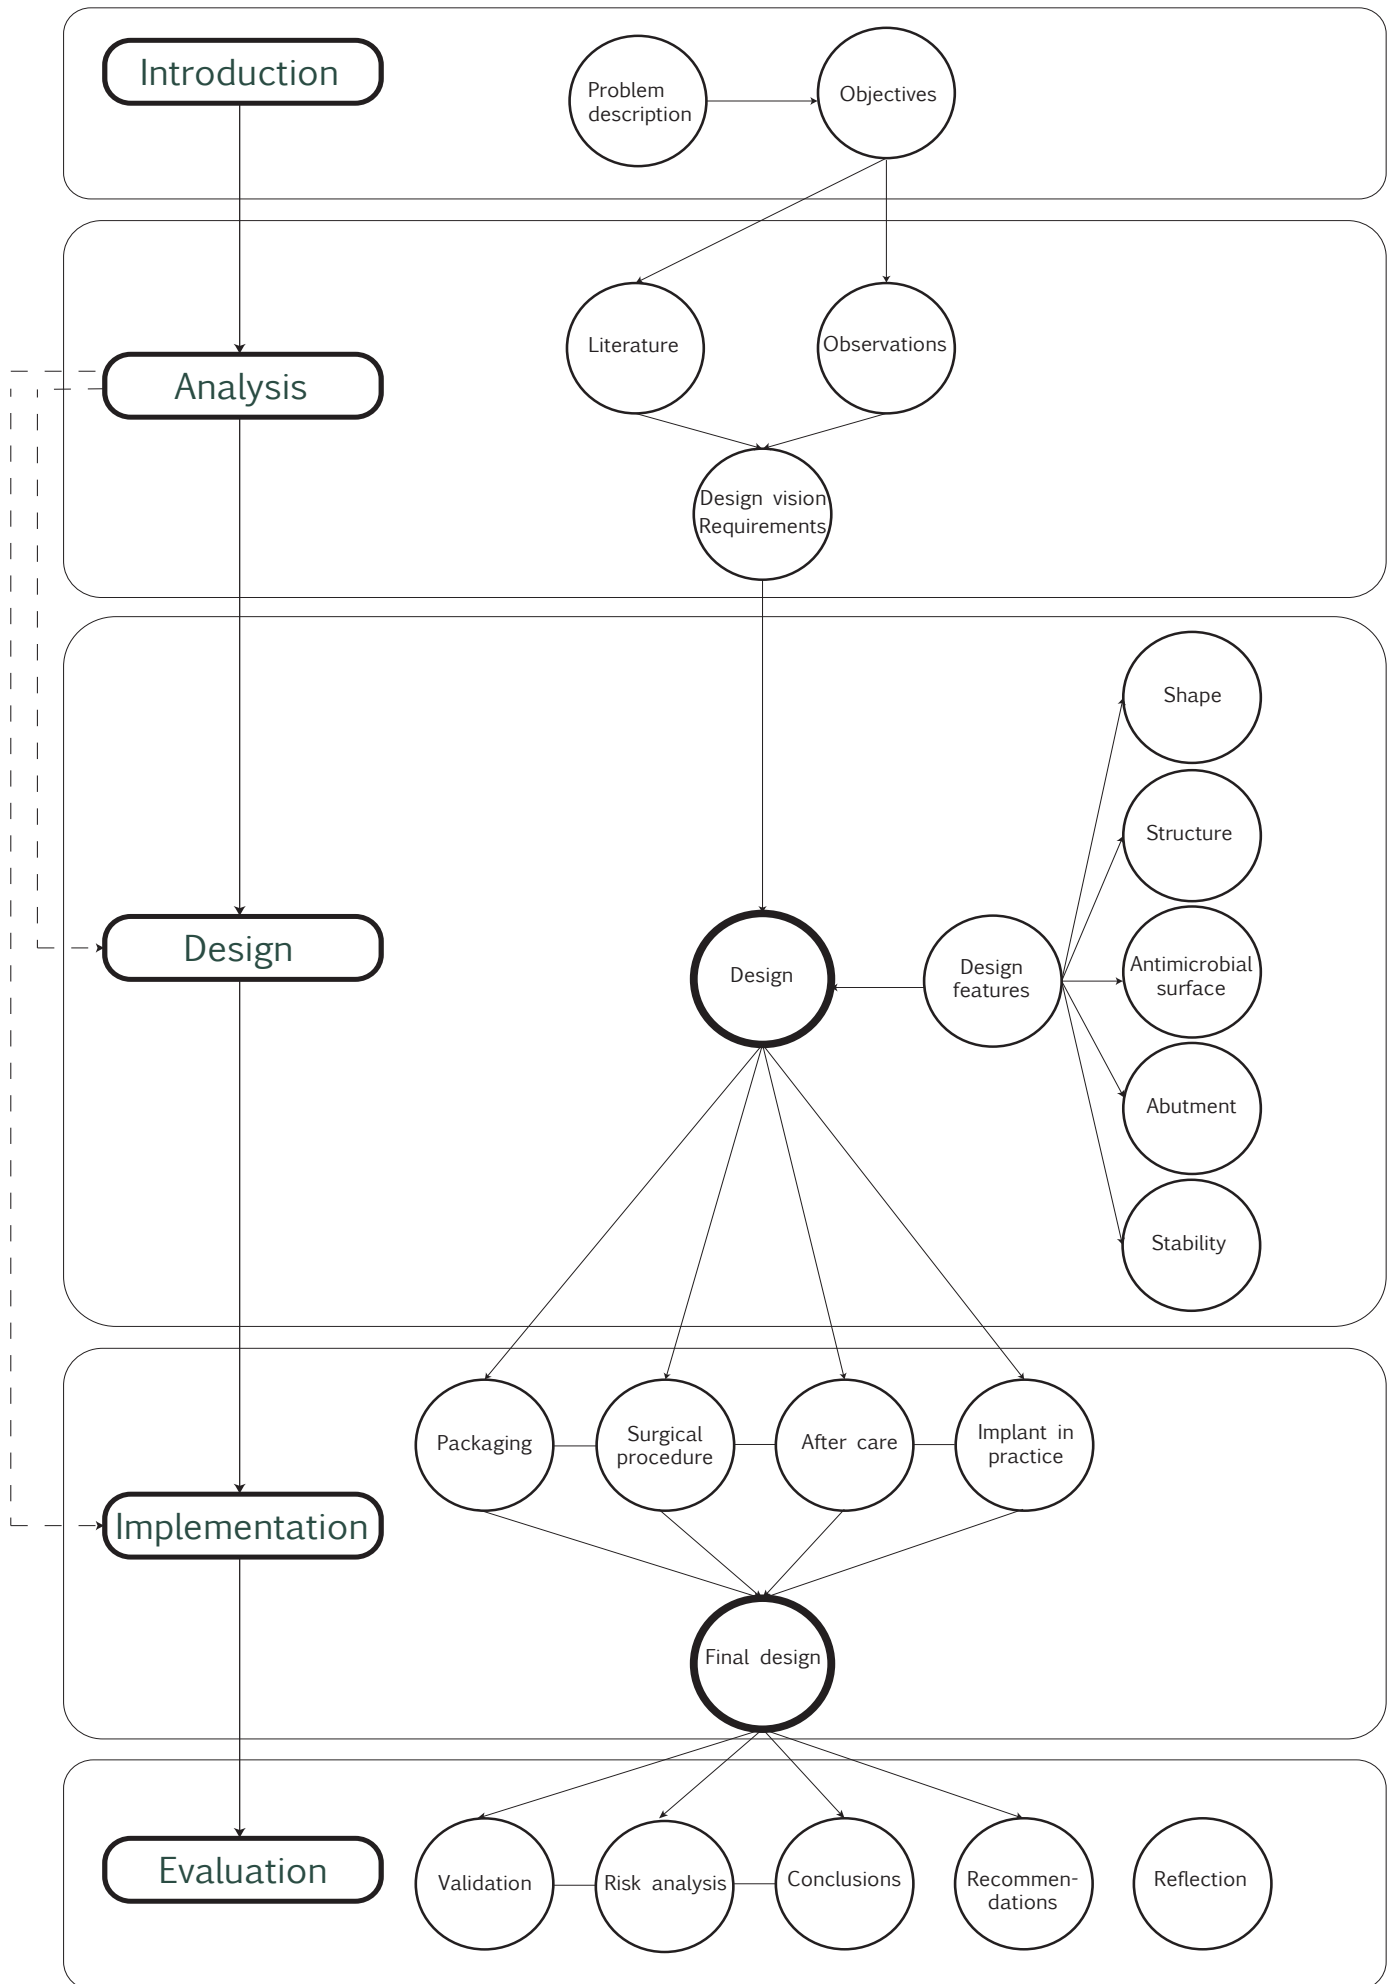 Introduction
Problem
description
Objectives
Literature
Observations
Analysis
Design vision
Requirements
Shape
Structure
Design
Design
Design
features
Antimicrobial
surface
Abutment
Stability
Packaging
Surgical
procedure
After care
Implant in
practice
Implementation
Final design
Evaluation
Validation
Risk analysis
Conclusions
Recommen-
dations
Reflection